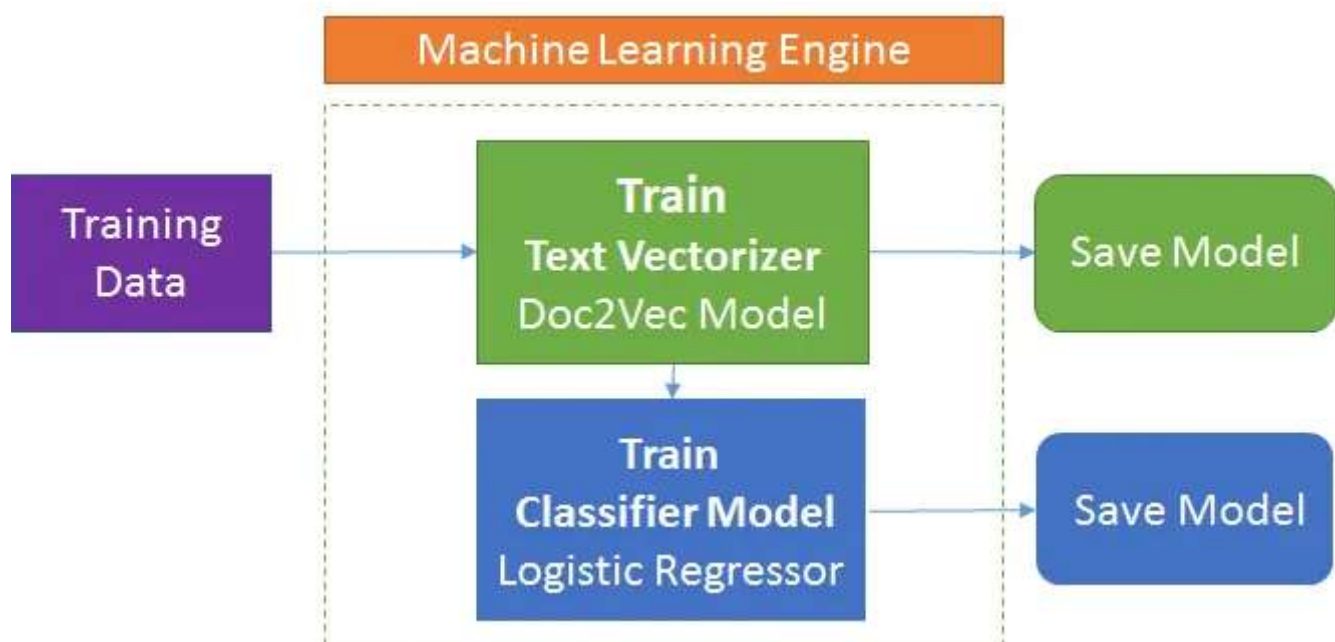 Machine Learning Engine
Training
Data
Train
Text Vectorizer
Doc2Vec Model
Save Model
Train
Classifier Model
Logistic Regressor
Save Model